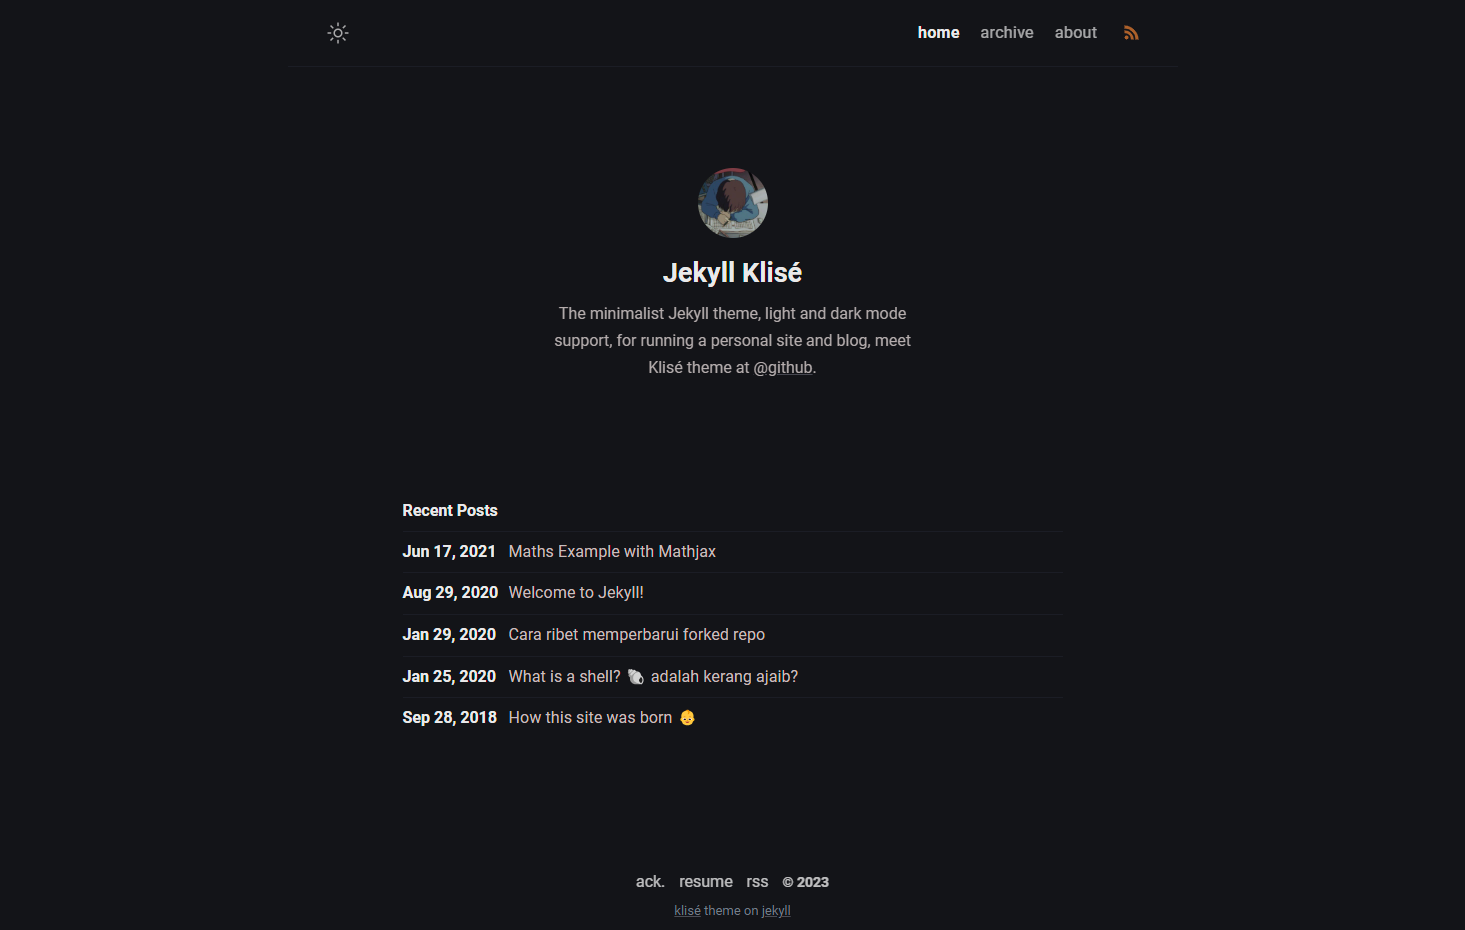 home archive about
Jekyll Klisé
The minimalist Jekyll theme, light and dark mode
support, for running a personal site and blog, meet
Klisé theme at @github.
Recent Posts
Jun 17, 2021 Maths Example with Mathjax
Aug 29, 2020 Welcome to Jekyll!
Jan 29, 2020 Cara ribet memperbarui forked repo
Jan 25, 2020 What is a shell? 🐚 adalah kerang ajaib?
Sep 28, 2018 How this site was born 👶
ack. resume rss © 2023
klisé theme on jekyll